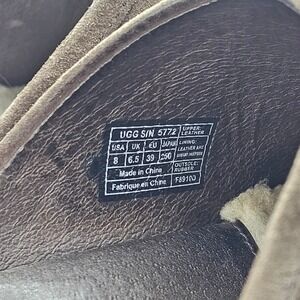 UGG S/N 5772
UPPER: LEATHER
USA UK EU JAPAN
8 6.5 39 250
LINING: LEATHER AND
Made in China
OUTSOLE: RUBBER
Fabriqué en Chine
F8910G